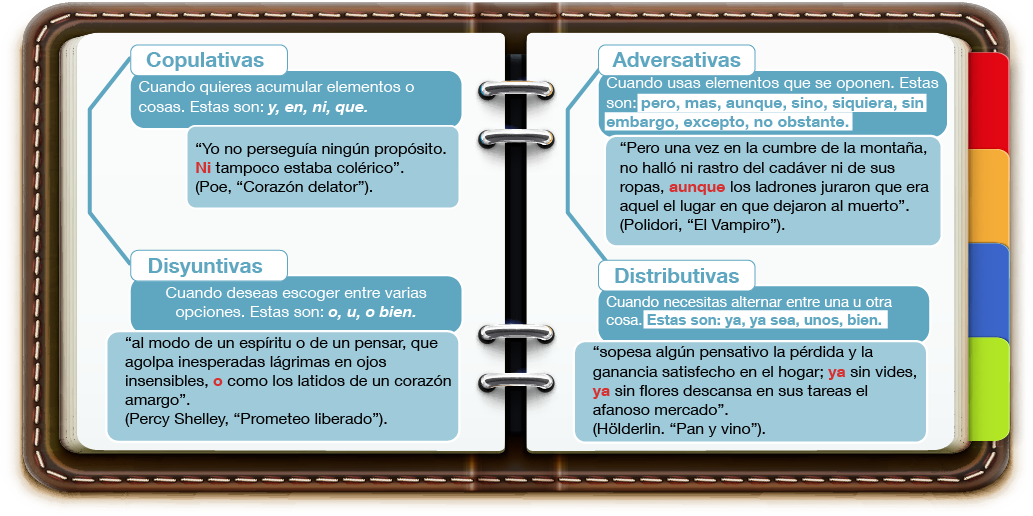 Copulativas
Cuando quieres acumular elementos o
cosas. Estas son: y, en, ni, que.
“Yo no perseguía ningún propósito.
Ni tampoco estaba colérico”.
(Poe, “Corazón delator”).
Disyuntivas
Cuando deseas escoger entre varias
opciones. Estas son: o, u, o bien.
“al modo de un espíritu o de un pensar, que
agolpa inesperadas lágrimas en ojos
insensibles, o como los latidos de un corazón
amargo”.
(Percy Shelley, “Prometeo liberado”).
Adversativas
Cuando usas elementos que se oponen. Estas
son: pero, mas, aunque, sino, siquiera, sin
embargo, excepto, no obstante.
“Pero una vez en la cumbre de la montaña,
no halló ni rastro del cadáver ni de sus
ropas, aunque los ladrones juraron que era
aquel el lugar en que dejaron al muerto”.
(Polidori, “El Vampiro”).
Distributivas
Cuando necesitas alternar entre una u otra
cosa. Estas son: ya, ya sea, unos, bien.
“sopesa algún pensativo la pérdida y la
ganancia satisfecho en el hogar; ya sin vides,
ya sin flores descansa en sus tareas el
afanoso mercado”.
(Hölderlin. “Pan y vino”).